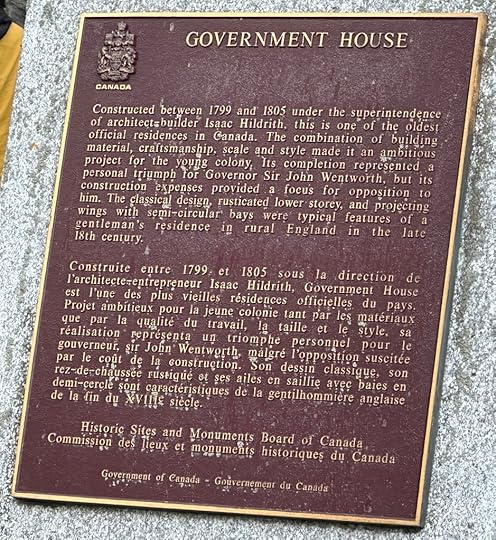 GOVERNMENT HOUSE
CANADA
Constructed between 1799 and 1805 under the superintendence
of architect-builder Isaac Hildrith, this is one of the oldest
official residences in Canada. The combination of building
material, craftsmanship, scale and style made it an ambitious
project for the young colony. Its completion represented a
personal triumph for Governor Sir John Wentworth, but its
construction expenses provided a focus for opposition to
him. The classical design, rusticated lower storey, and projecting
wings with semi-circular bays were typical features of a
gentleman's residence in rural England in the late
18th century.
Construite entre 1799 et 1805 sous la direction de
l'architecte-entrepreneur Isaac Hildrith, Government House
est l'une des plus vieilles résidences officielles du pays.
Projet ambitieux pour la jeune colonie tant par les matériaux
que par la qualité du travail, la taille et le style, sa
réalisation représenta un triomphe personnel pour le
gouverneur, sir John Wentworth, malgré l'opposition suscitée
par le coût de la construction. Son dessin classique, son
rez-de-chaussée rustiqué et ses ailes en saillie avec baies en
demi-cercle sont caractéristiques de la gentilhommière anglaise
de la fin du XVIIIe siècle.
Historic Sites and Monuments Board of Canada
Commission des lieux et monuments historiques du Canada
Government of Canada - Gouvernement du Canada